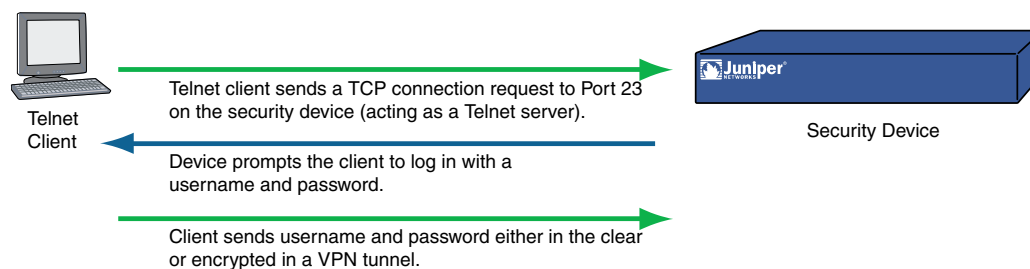 Juniper®
NETWORKS
Telnet client sends a TCP connection request to Port 23
on the security device (acting as a Telnet server).
Telnet
Client
Security Device
Device prompts the client to log in with a
username and password.
Client sends username and password either in the clear
or encrypted in a VPN tunnel.